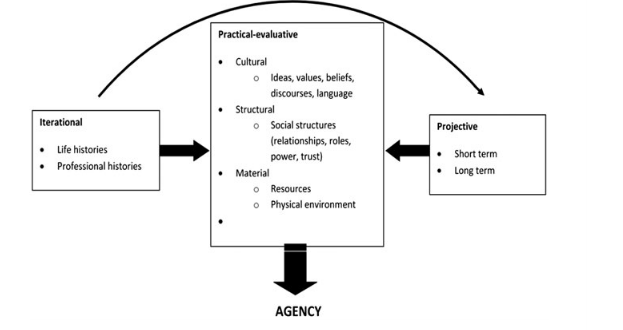 Practical-evaluative
• Cultural
o Ideas, values, beliefs,
discourses, language
• Structural
o Social structures
(relationships, roles,
power, trust)
• Material
o Resources
o Physical environment
•
Iterational
• Life histories
• Professional histories
Projective
• Short term
• Long term
AGENCY